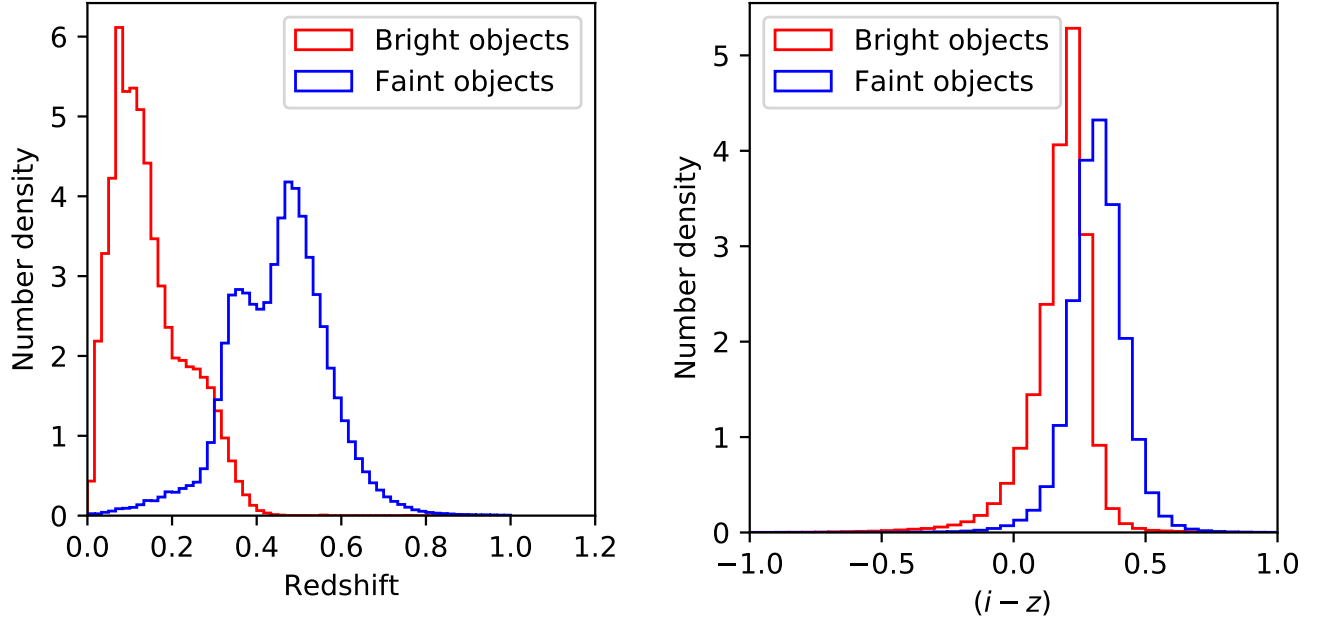 Bright objects
Faint objects
Number density
6
5
4
3
2
1
0
0.0 0.2 0.4 0.6 0.8 1.0 1.2
Redshift
Bright objects
Faint objects
Number density
5
4
3
2
1
0
−1.0 −0.5 0.0 0.5 1.0
(i − z)